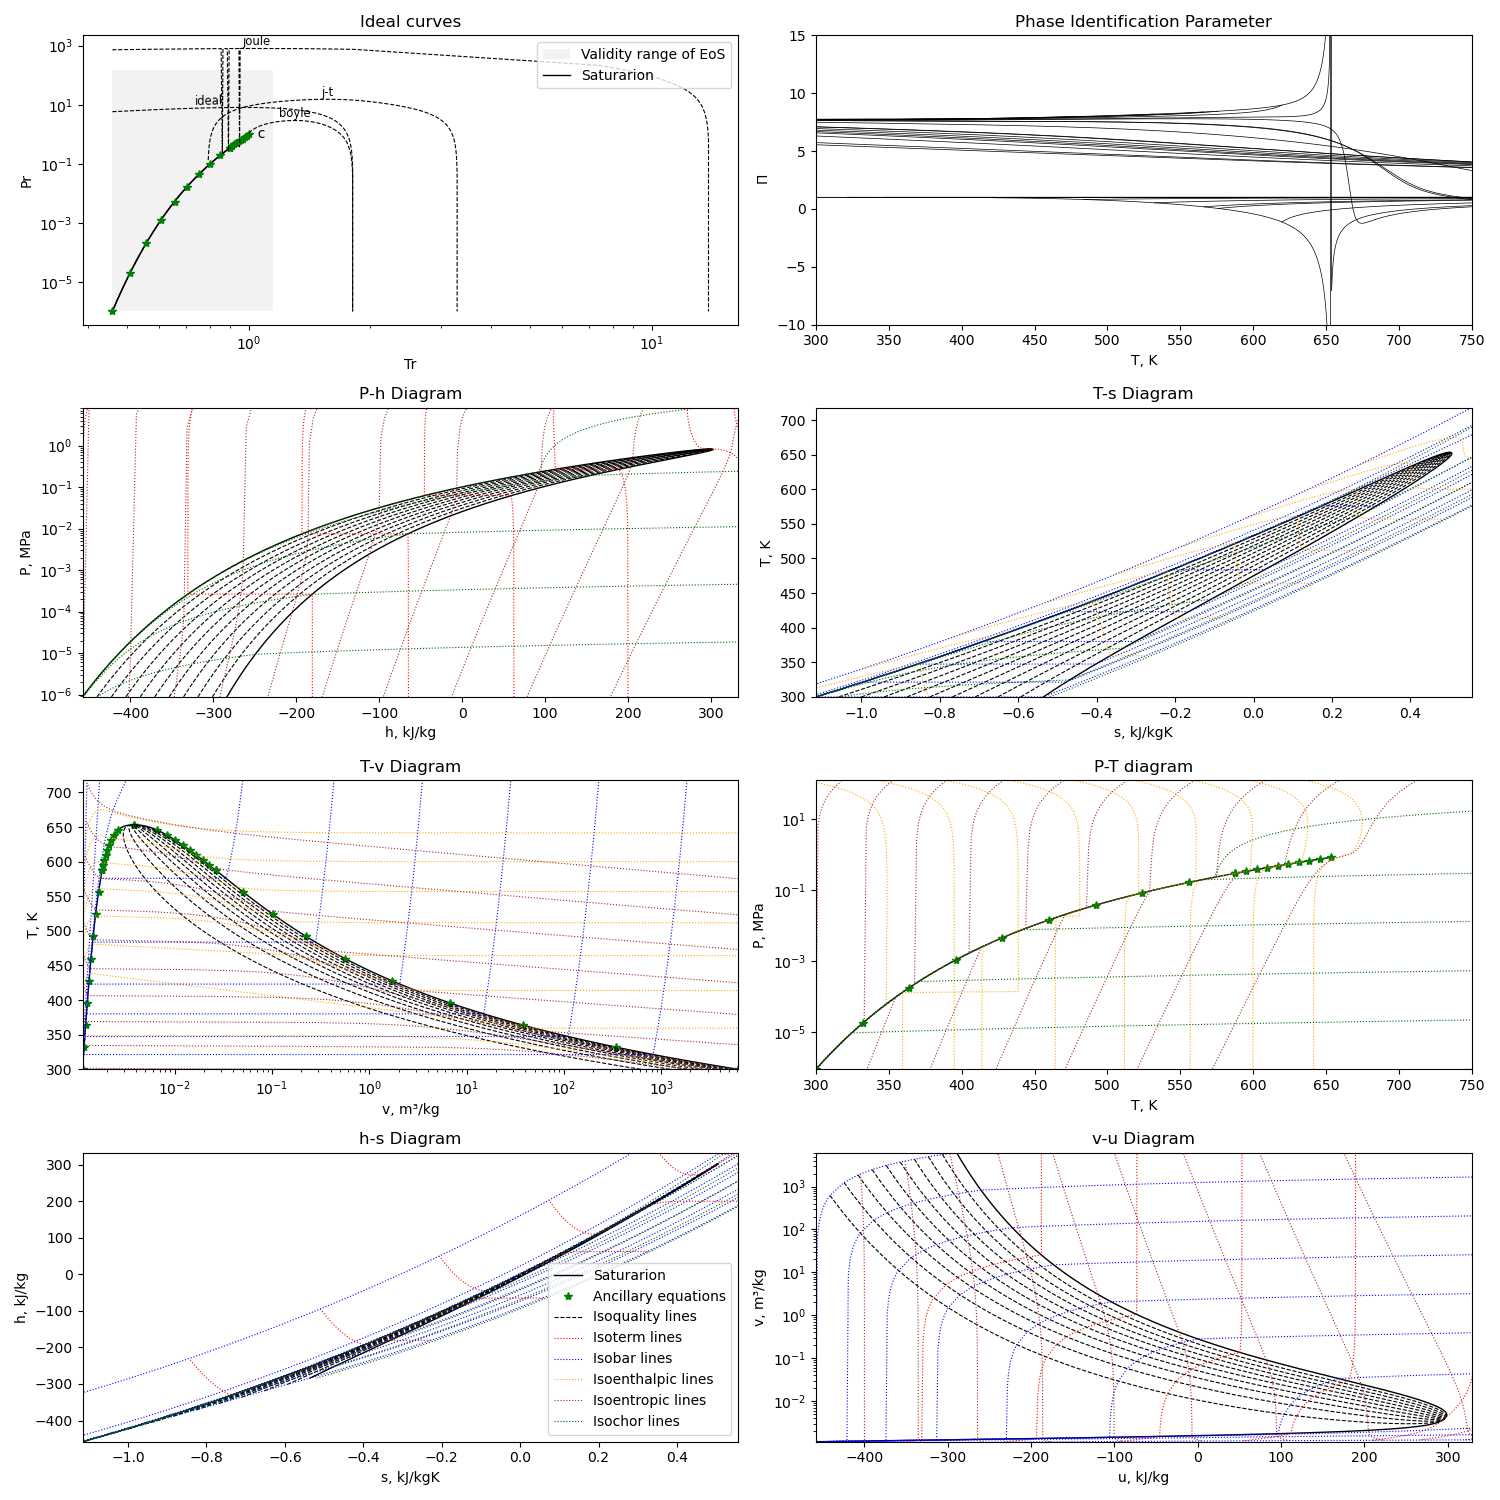 Ideal curves
10³
10¹
10⁻¹
10⁻³
10⁻⁵
Pr
joule
ideal
j-t
boyle
c
Validity range of EoS
Saturarion
10⁰
10¹
Tr
Phase Identification Parameter
15
10
5
0
−5
−10
Π
300 350 400 450 500 550 600 650 700 750
T, K
P-h Diagram
10⁰
10⁻¹
10⁻²
10⁻³
10⁻⁴
10⁻⁵
10⁻⁶
P, MPa
−400 −300 −200 −100 0 100 200 300
h, kJ/kg
T-s Diagram
700
650
600
550
500
450
400
350
300
T, K
−1.0 −0.8 −0.6 −0.4 −0.2 0.0 0.2 0.4
s, kJ/kgK
T-v Diagram
700
650
600
550
500
450
400
350
300
T, K
10⁻² 10⁻¹ 10⁰ 10¹ 10² 10³
v, m³/kg
P-T diagram
10¹
10⁻¹
10⁻³
10⁻⁵
P, MPa
300 350 400 450 500 550 600 650 700 750
T, K
h-s Diagram
300
200
100
0
−100
−200
−300
−400
h, kJ/kg
Saturarion
Ancillary equations
Isoquality lines
Isoterm lines
Isobar lines
Isoenthalpic lines
Isoentropic lines
Isochor lines
−1.0 −0.8 −0.6 −0.4 −0.2 0.0 0.2 0.4
s, kJ/kgK
v-u Diagram
10³
10²
10¹
10⁰
10⁻¹
10⁻²
v, m³/kg
−400 −300 −200 −100 0 100 200 300
u, kJ/kg